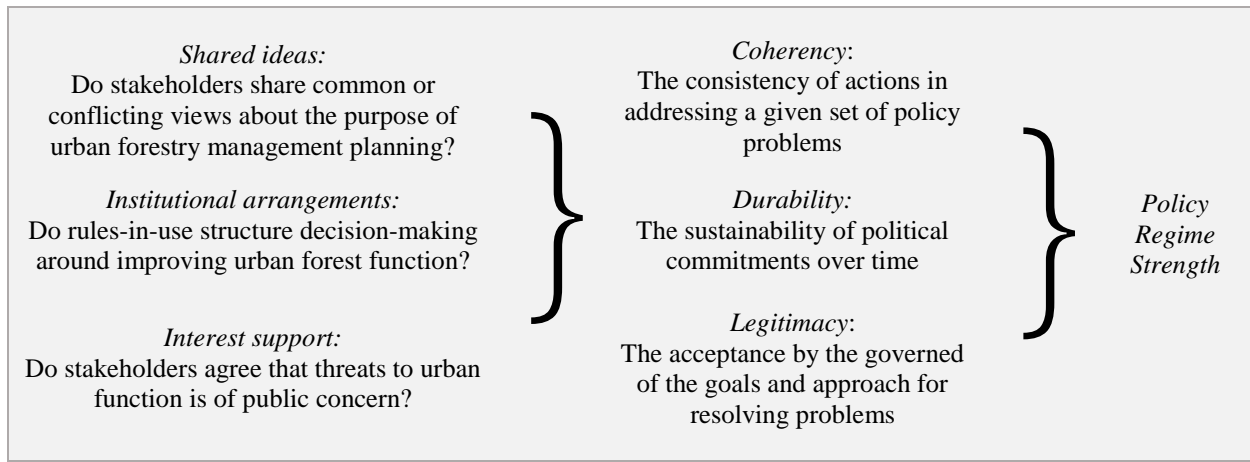 Shared ideas:
Do stakeholders share common or
conflicting views about the purpose of
urban forestry management planning?
Institutional arrangements:
Do rules-in-use structure decision-making
around improving urban forest function?
Interest support:
Do stakeholders agree that threats to urban
function is of public concern?
Coherency:
The consistency of actions in
addressing a given set of policy
problems
Durability:
The sustainability of political
commitments over time
Legitimacy:
The acceptance by the governed
of the goals and approach for
resolving problems
Policy
Regime
Strength